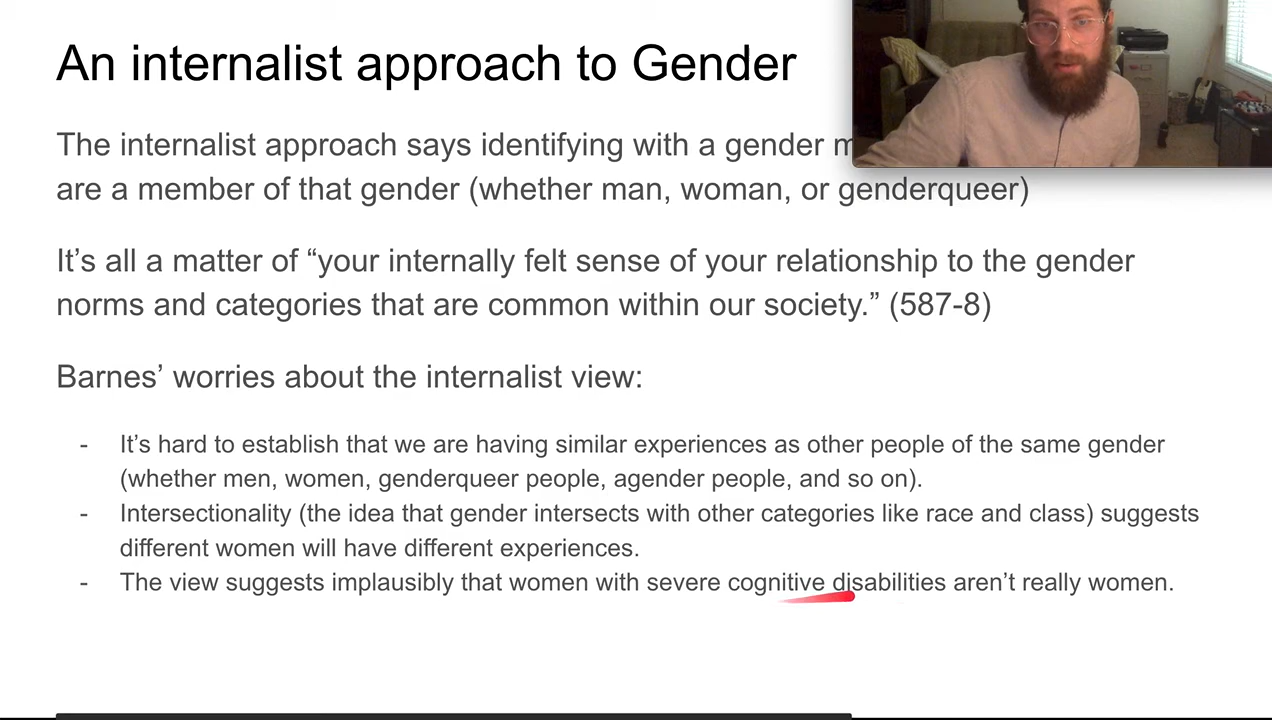 An internalist approach to Gender
The internalist approach says identifying with a gender
are a member of that gender (whether man, woman, or genderqueer)
It’s all a matter of “your internally felt sense of your relationship to the gender
norms and categories that are common within our society.” (587-8)
Barnes’ worries about the internalist view:
- It’s hard to establish that we are having similar experiences as other people of the same gender
(whether men, women, genderqueer people, agender people, and so on).
- Intersectionality (the idea that gender intersects with other categories like race and class) suggests
different women will have different experiences.
- The view suggests implausibly that women with severe cognitive disabilities aren’t really women.